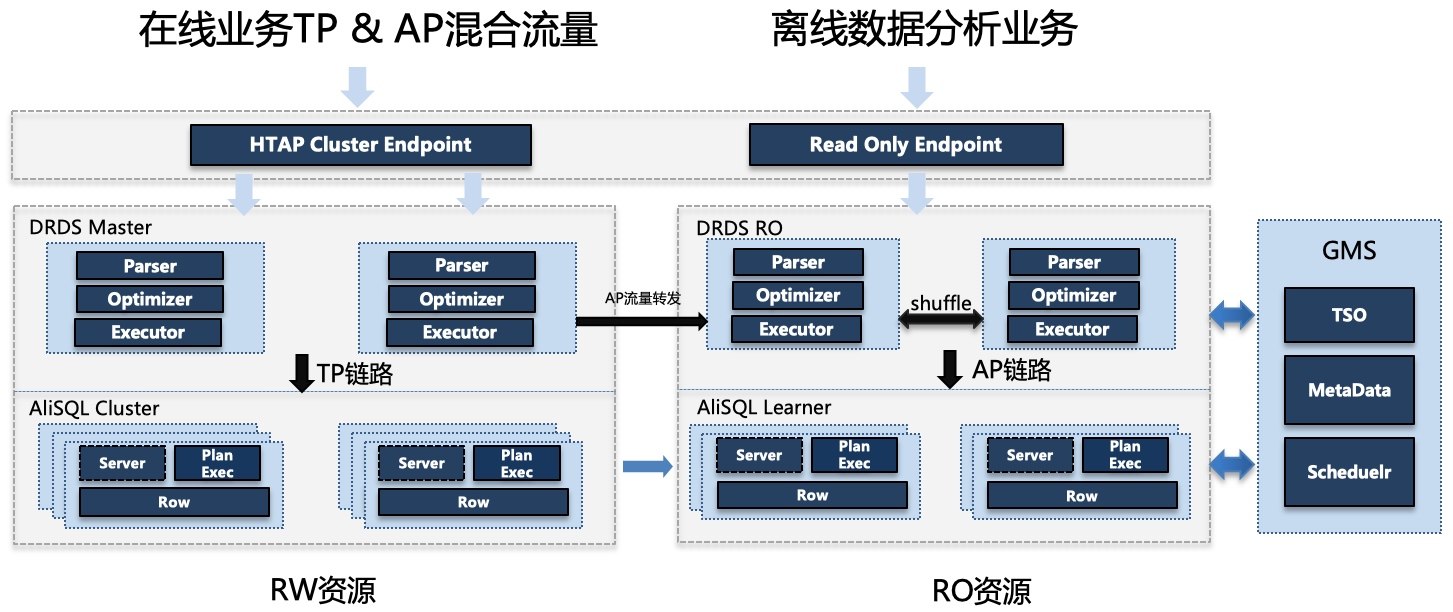 在线业务TP & AP混合流量
离线数据分析业务
HTAP Cluster Endpoint
Read Only Endpoint
DRDS Master
Parser
Optimizer
Executor
Parser
Optimizer
Executor
TP链路
AP流量转发
DRDS RO
Parser
Optimizer
Executor
shuffle
Parser
Optimizer
Executor
AP链路
AliSQL Cluster
Server
Plan
Exec
Row
Server
Plan
Exec
Row
AliSQL Learner
Server
Plan
Exec
Row
Server
Plan
Exec
Row
GMS
TSO
MetaData
Scheduelr
RW资源
RO资源